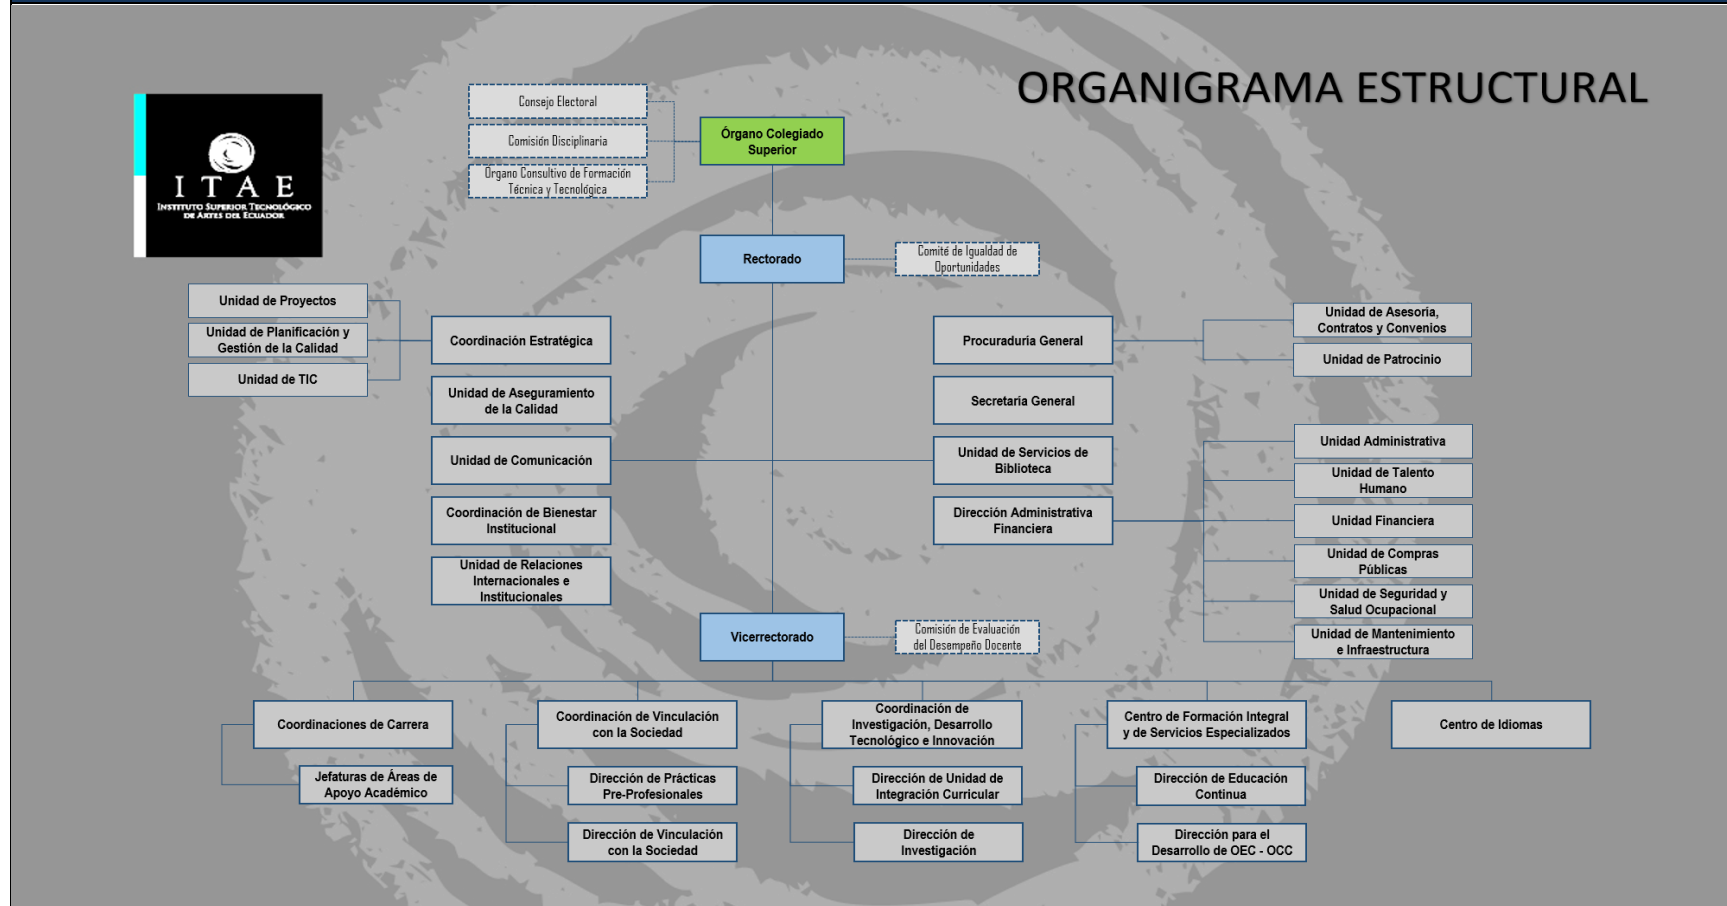 ORGANIGRAMA ESTRUCTURAL
ITAE
INSTITUTO SUPERIOR TECNOLÓGICO
DE ARTES DEL ECUADOR
Consejo Electoral
Comisión Disciplinaria
Órgano Consultivo de Formación
Técnica y Tecnológica
Órgano Colegiado
Superior
Rectorado
Comité de Igualdad de
Oportunidades
Unidad de Proyectos
Unidad de Planificación y
Gestión de la Calidad
Unidad de TIC
Coordinación Estratégica
Unidad de Aseguramiento
de la Calidad
Unidad de Comunicación
Coordinación de Bienestar
Institucional
Unidad de Relaciones
Internacionales e
Institucionales
Procuraduría General
Secretaría General
Unidad de Servicios de
Biblioteca
Dirección Administrativa
Financiera
Unidad de Asesoría,
Contratos y Convenios
Unidad de Patrocinio
Unidad Administrativa
Unidad de Talento
Humano
Unidad Financiera
Unidad de Compras
Públicas
Unidad de Seguridad y
Salud Ocupacional
Unidad de Mantenimiento
e Infraestructura
Vicerrectorado
Comisión de Evaluación
del Desempeño Docente
Coordinaciones de Carrera
Jefaturas de Áreas de
Apoyo Académico
Coordinación de Vinculación
con la Sociedad
Dirección de Prácticas
Pre-Profesionales
Dirección de Vinculación
con la Sociedad
Coordinación de
Investigación, Desarrollo
Tecnológico e Innovación
Dirección de Unidad de
Integración Curricular
Dirección de
Investigación
Centro de Formación Integral
y de Servicios Especializados
Dirección de Educación
Continua
Dirección para el
Desarrollo de OEC - OCC
Centro de Idiomas